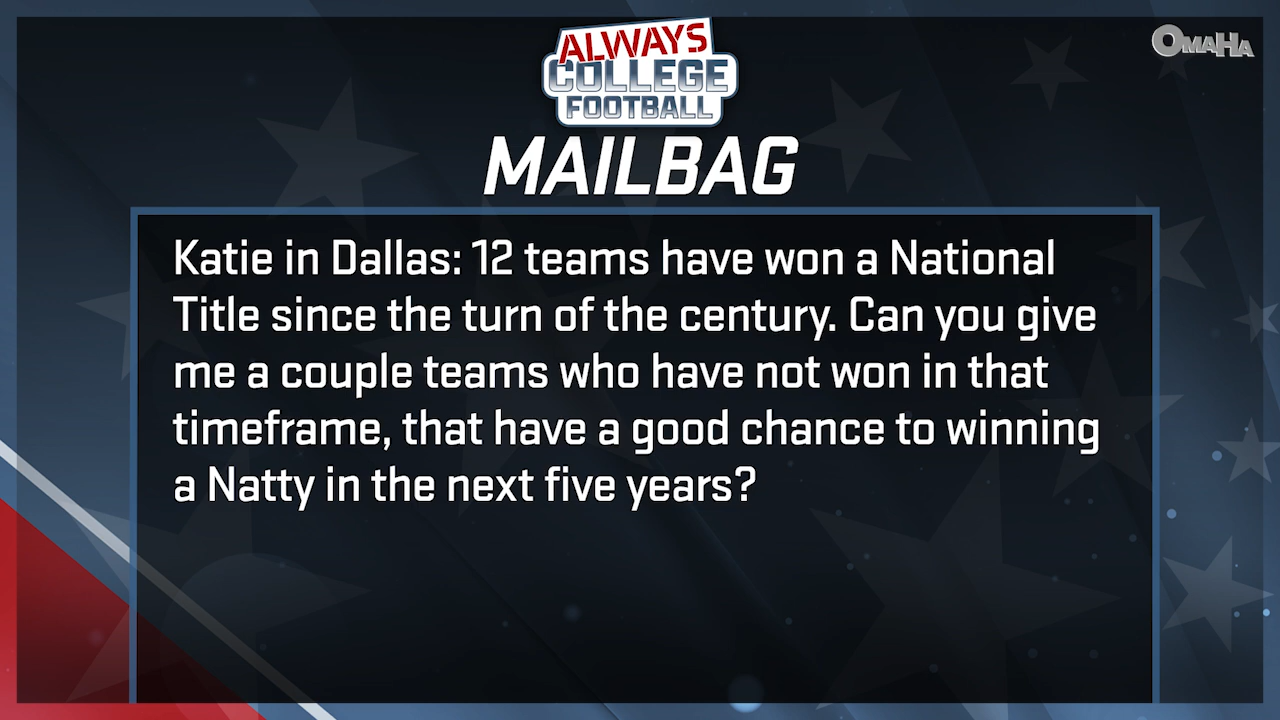 ALWAYS
COLLEGE
FOOTBALL
OMAHA
MAILBAG
Katie in Dallas: 12 teams have won a National
Title since the turn of the century. Can you give
me a couple teams who have not won in that
timeframe, that have a good chance to winning
a Natty in the next five years?